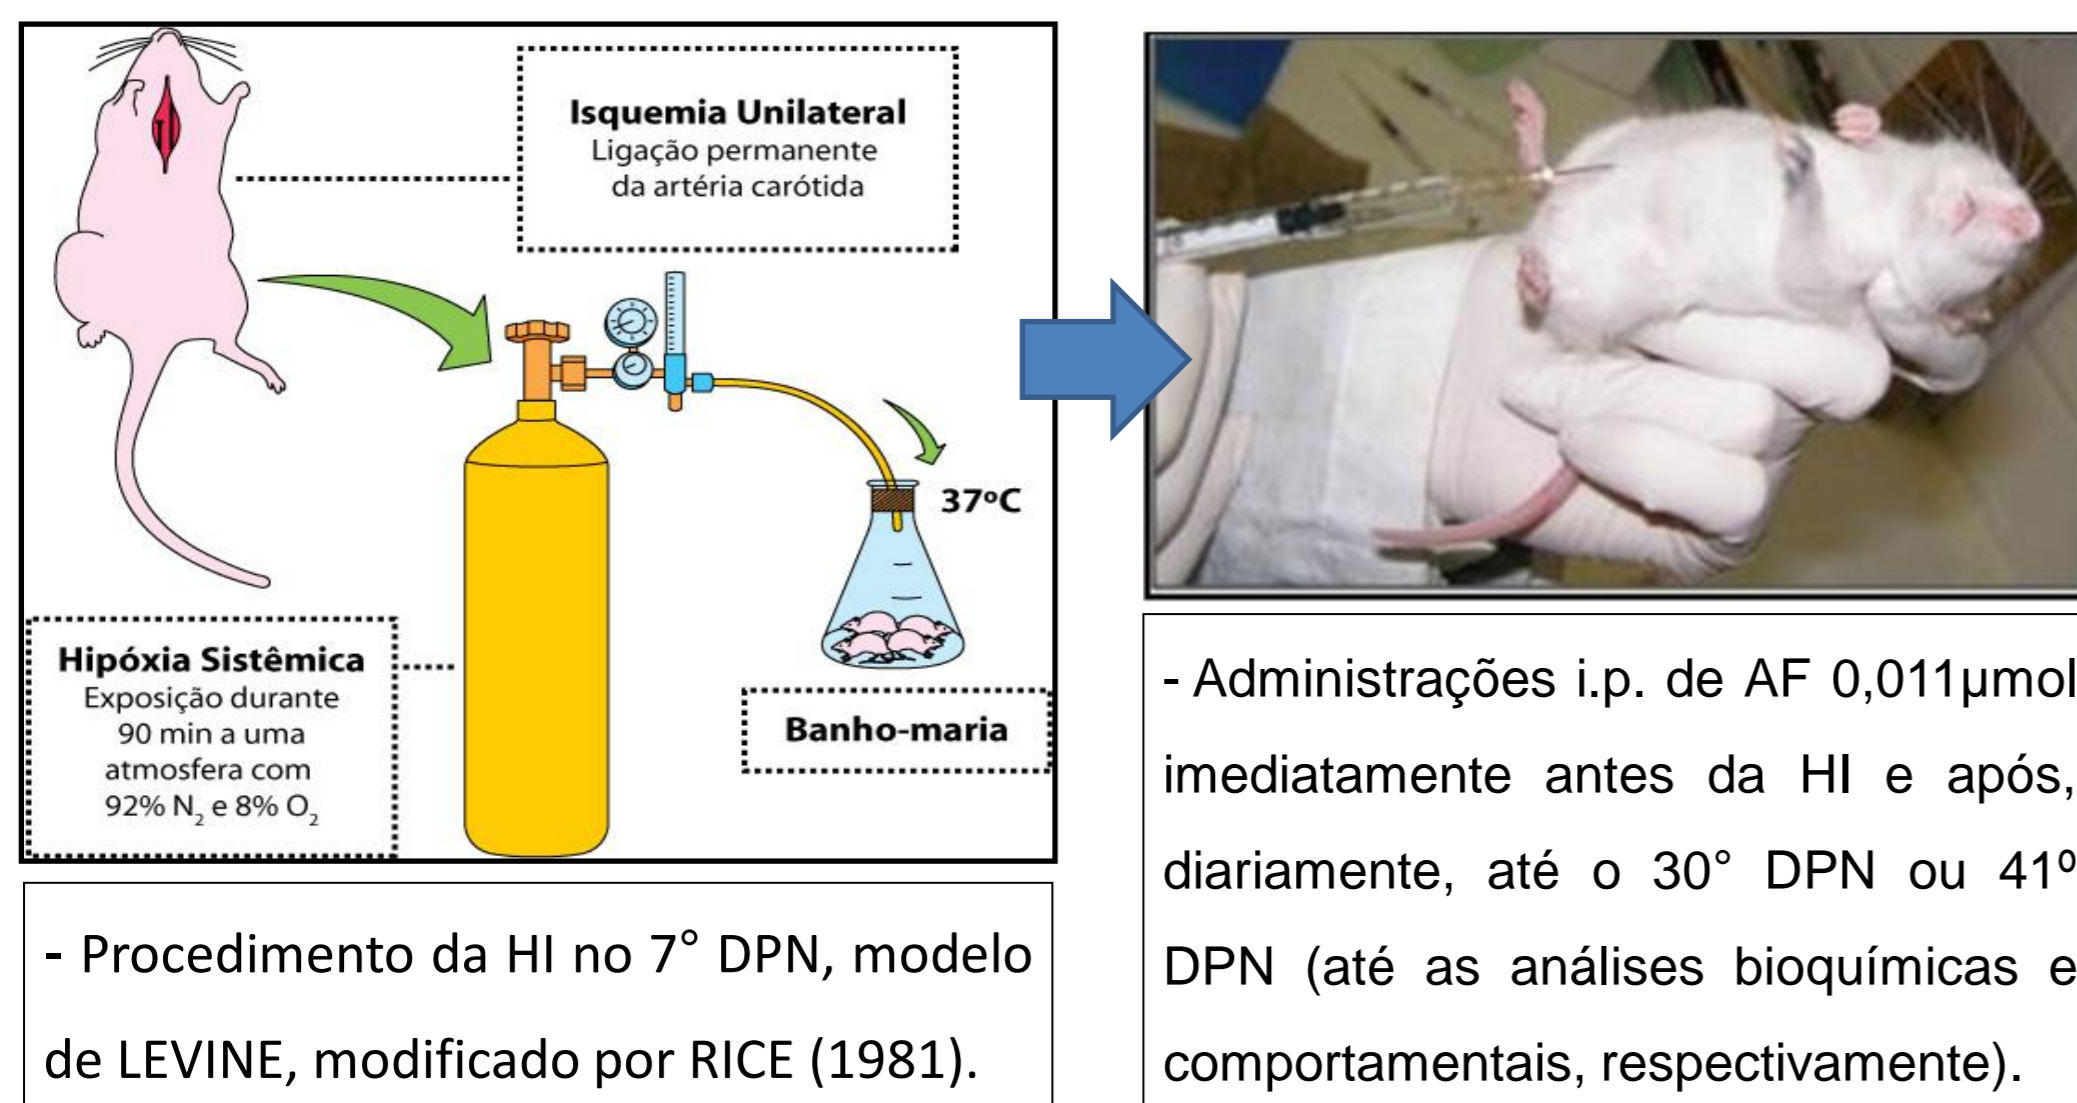 Isquemia Unilateral
Ligação permanente
da artéria carótida
37ºC
Hipóxia Sistêmica
Exposição durante
90 min a uma
atmosfera com
92% N₂ e 8% O₂
Banho-maria
- Procedimento da HI no 7° DPN, modelo
de LEVINE, modificado por RICE (1981).
- Administrações i.p. de AF 0,011µmol
imediatamente antes da HI e após,
diariamente, até o 30° DPN ou 41º
DPN (até as análises bioquímicas e
comportamentais, respectivamente).